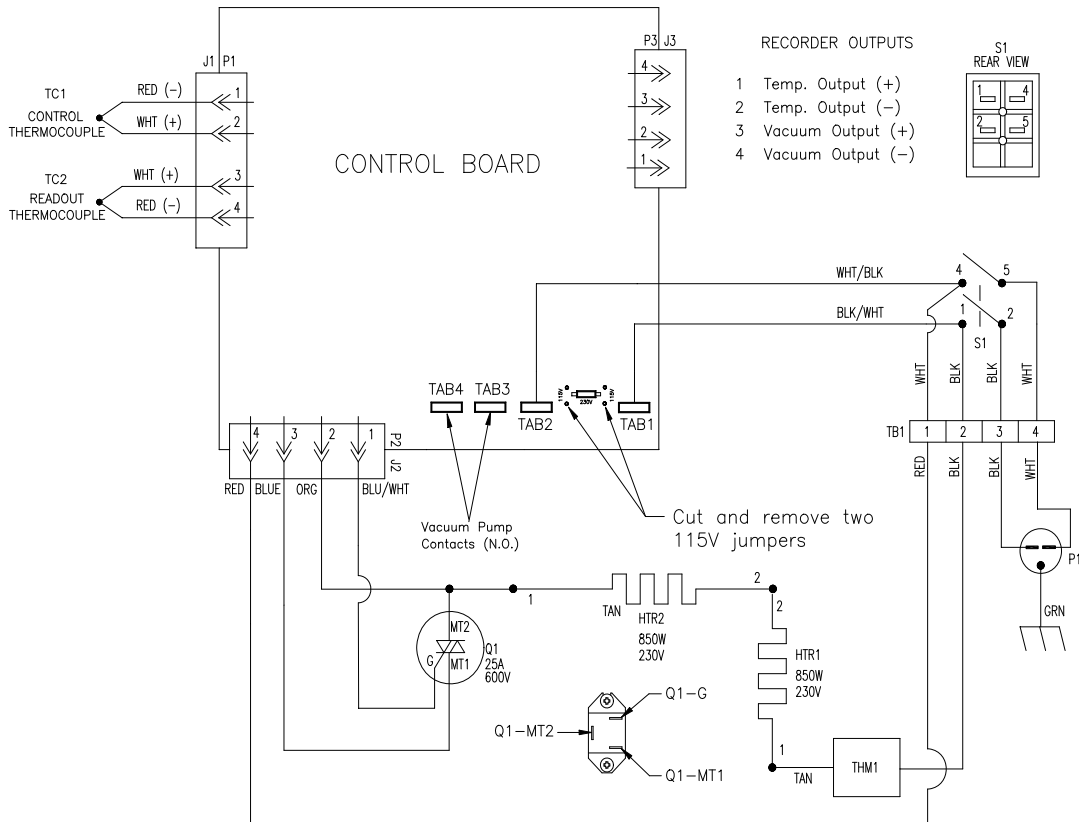 J1 P1
TC1
CONTROL
THERMOCOUPLE
RED (-)
1
WHT (+)
2
TC2
READOUT
THERMOCOUPLE
WHT (+)
3
RED (-)
4
CONTROL BOARD
P3 J3
4
3
2
1
RECORDER OUTPUTS
1 Temp. Output (+)
2 Temp. Output (-)
3 Vacuum Output (+)
4 Vacuum Output (-)
S1
REAR VIEW
1 4
2 5
WHT/BLK
4 5
BLK/WHT
1 2
S1
TAB4 TAB3
TAB2
115V
230V
115V
TAB1
WHT
BLK
BLK
WHT
TB1 1 2 3 4
RED
BLK
BLK
WHT
4 3 2 1
P2
J2
RED BLUE ORG BLU/WHT
Vacuum Pump
Contacts (N.O.)
Cut and remove two
115V jumpers
P1
GRN
1
TAN
HTR2
850W
230V
2
2
MT2
G
MT1
Q1
25A
600V
HTR1
850W
230V
Q1-G
Q1-MT2
Q1-MT1
1
TAN
THM1